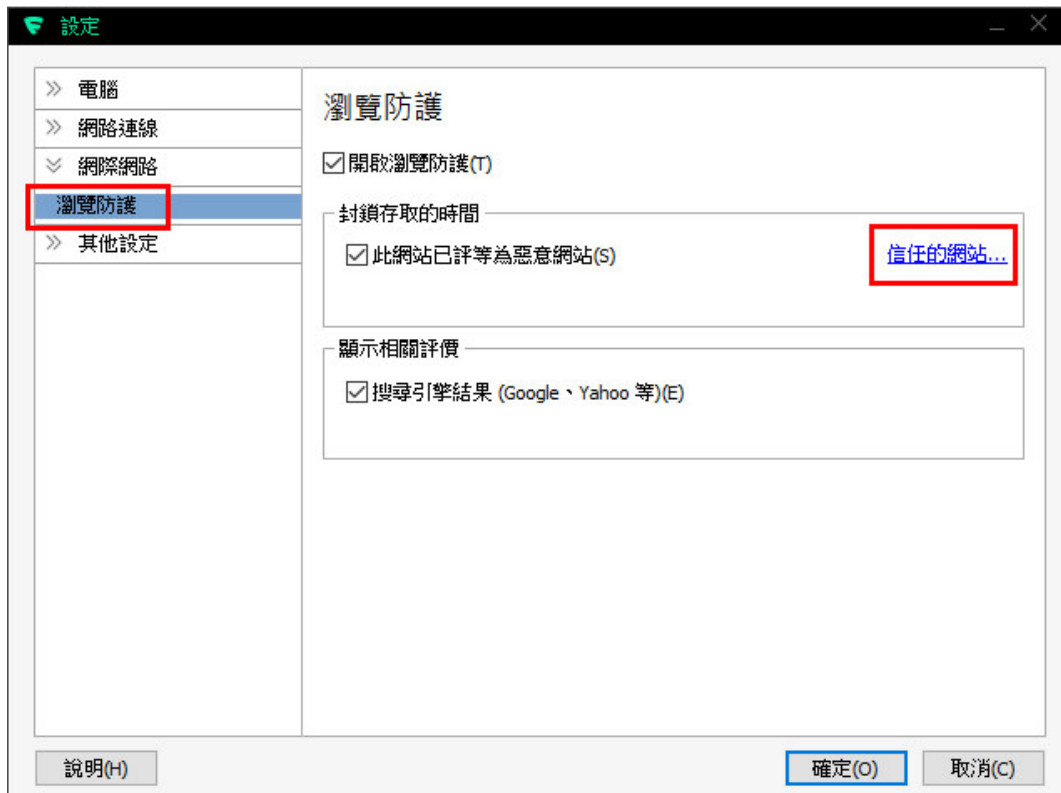 設定
電腦
網路連線
網際網路
瀏覽防護
其他設定
瀏覽防護
開啟瀏覽防護(T)
封鎖存取的時間
此網站已評等為惡意網站(S)
信任的網站...
顯示相關評價
搜尋引擎結果 (Google、Yahoo 等)(E)
說明(H)
確定(O)
取消(C)